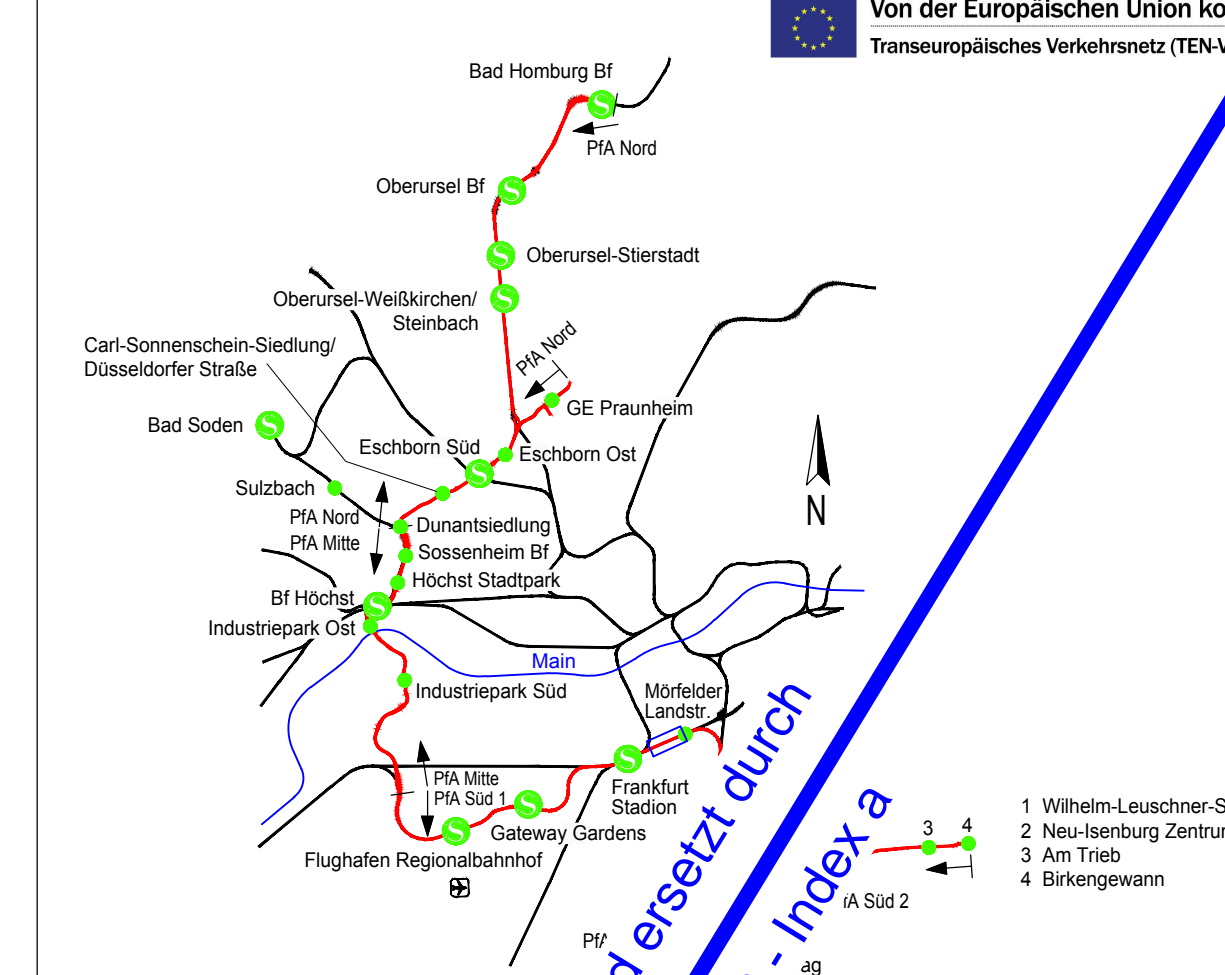 Von der Europäischen Union
Transeuropäisches Verkehrsnetz
Bad Homburg Bf
PfA Nord
Oberursel Bf
Oberursel-Stierstadt
Oberursel-Weißkirchen/
Steinbach
Carl-Sonnenschein-Siedlung/
Düsseldorfer Straße
PfA Nord
GE Praunheim
Bad Soden
Eschborn Süd
Eschborn Ost
Sulzbach
PfA Nord
PfA Mitte
Dunantsiedlung
Sossenheim Bf
Höchst Stadtpark
Bf Höchst
Industriepark Ost
N
Main
Industriepark Süd
Mörfelder
Landstr.
PfA Mitte
PfA Süd 1
Frankfurt
Stadion
Gateway Gardens
Flughafen Regionalbahnhof
ersetzt durch
- Index a
3 4
Süd 2
1 Wilhelm-Leuschner-S
2 Neu-Isenburg Zentrum
3 Am Trieb
4 Birkengewann